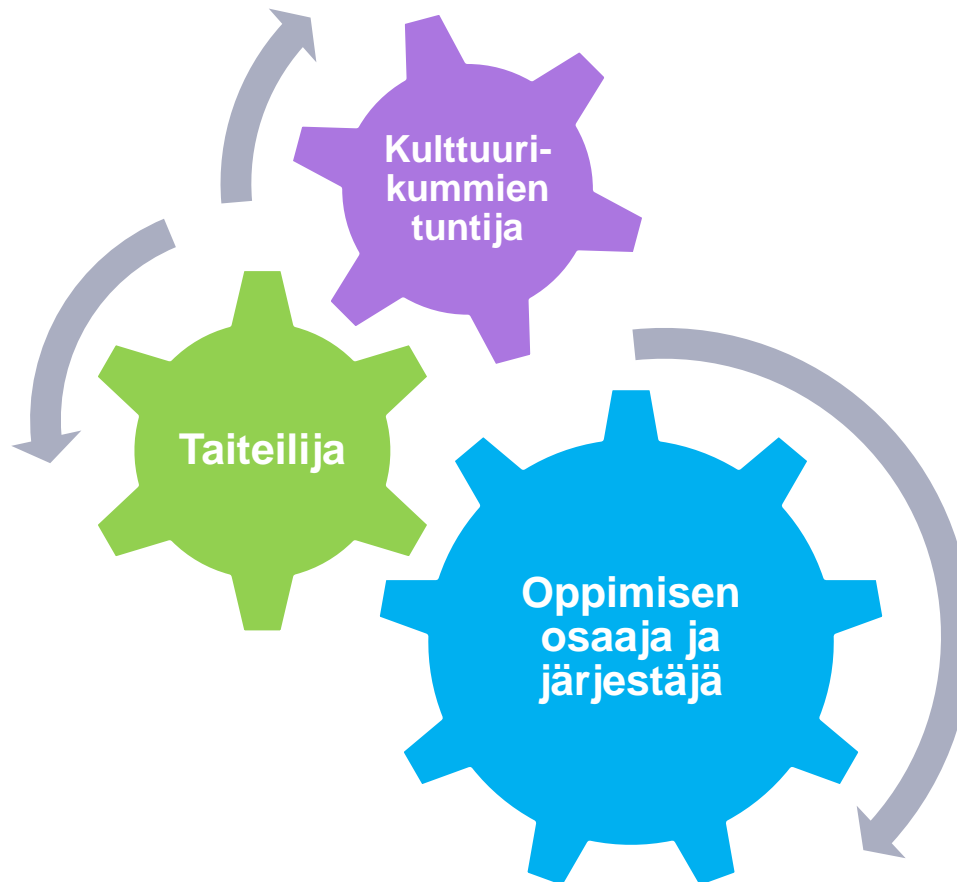 Kulttuuri-
kummien
tuntija
Taiteilija
Oppimisen
osaaja ja
järjestäjä